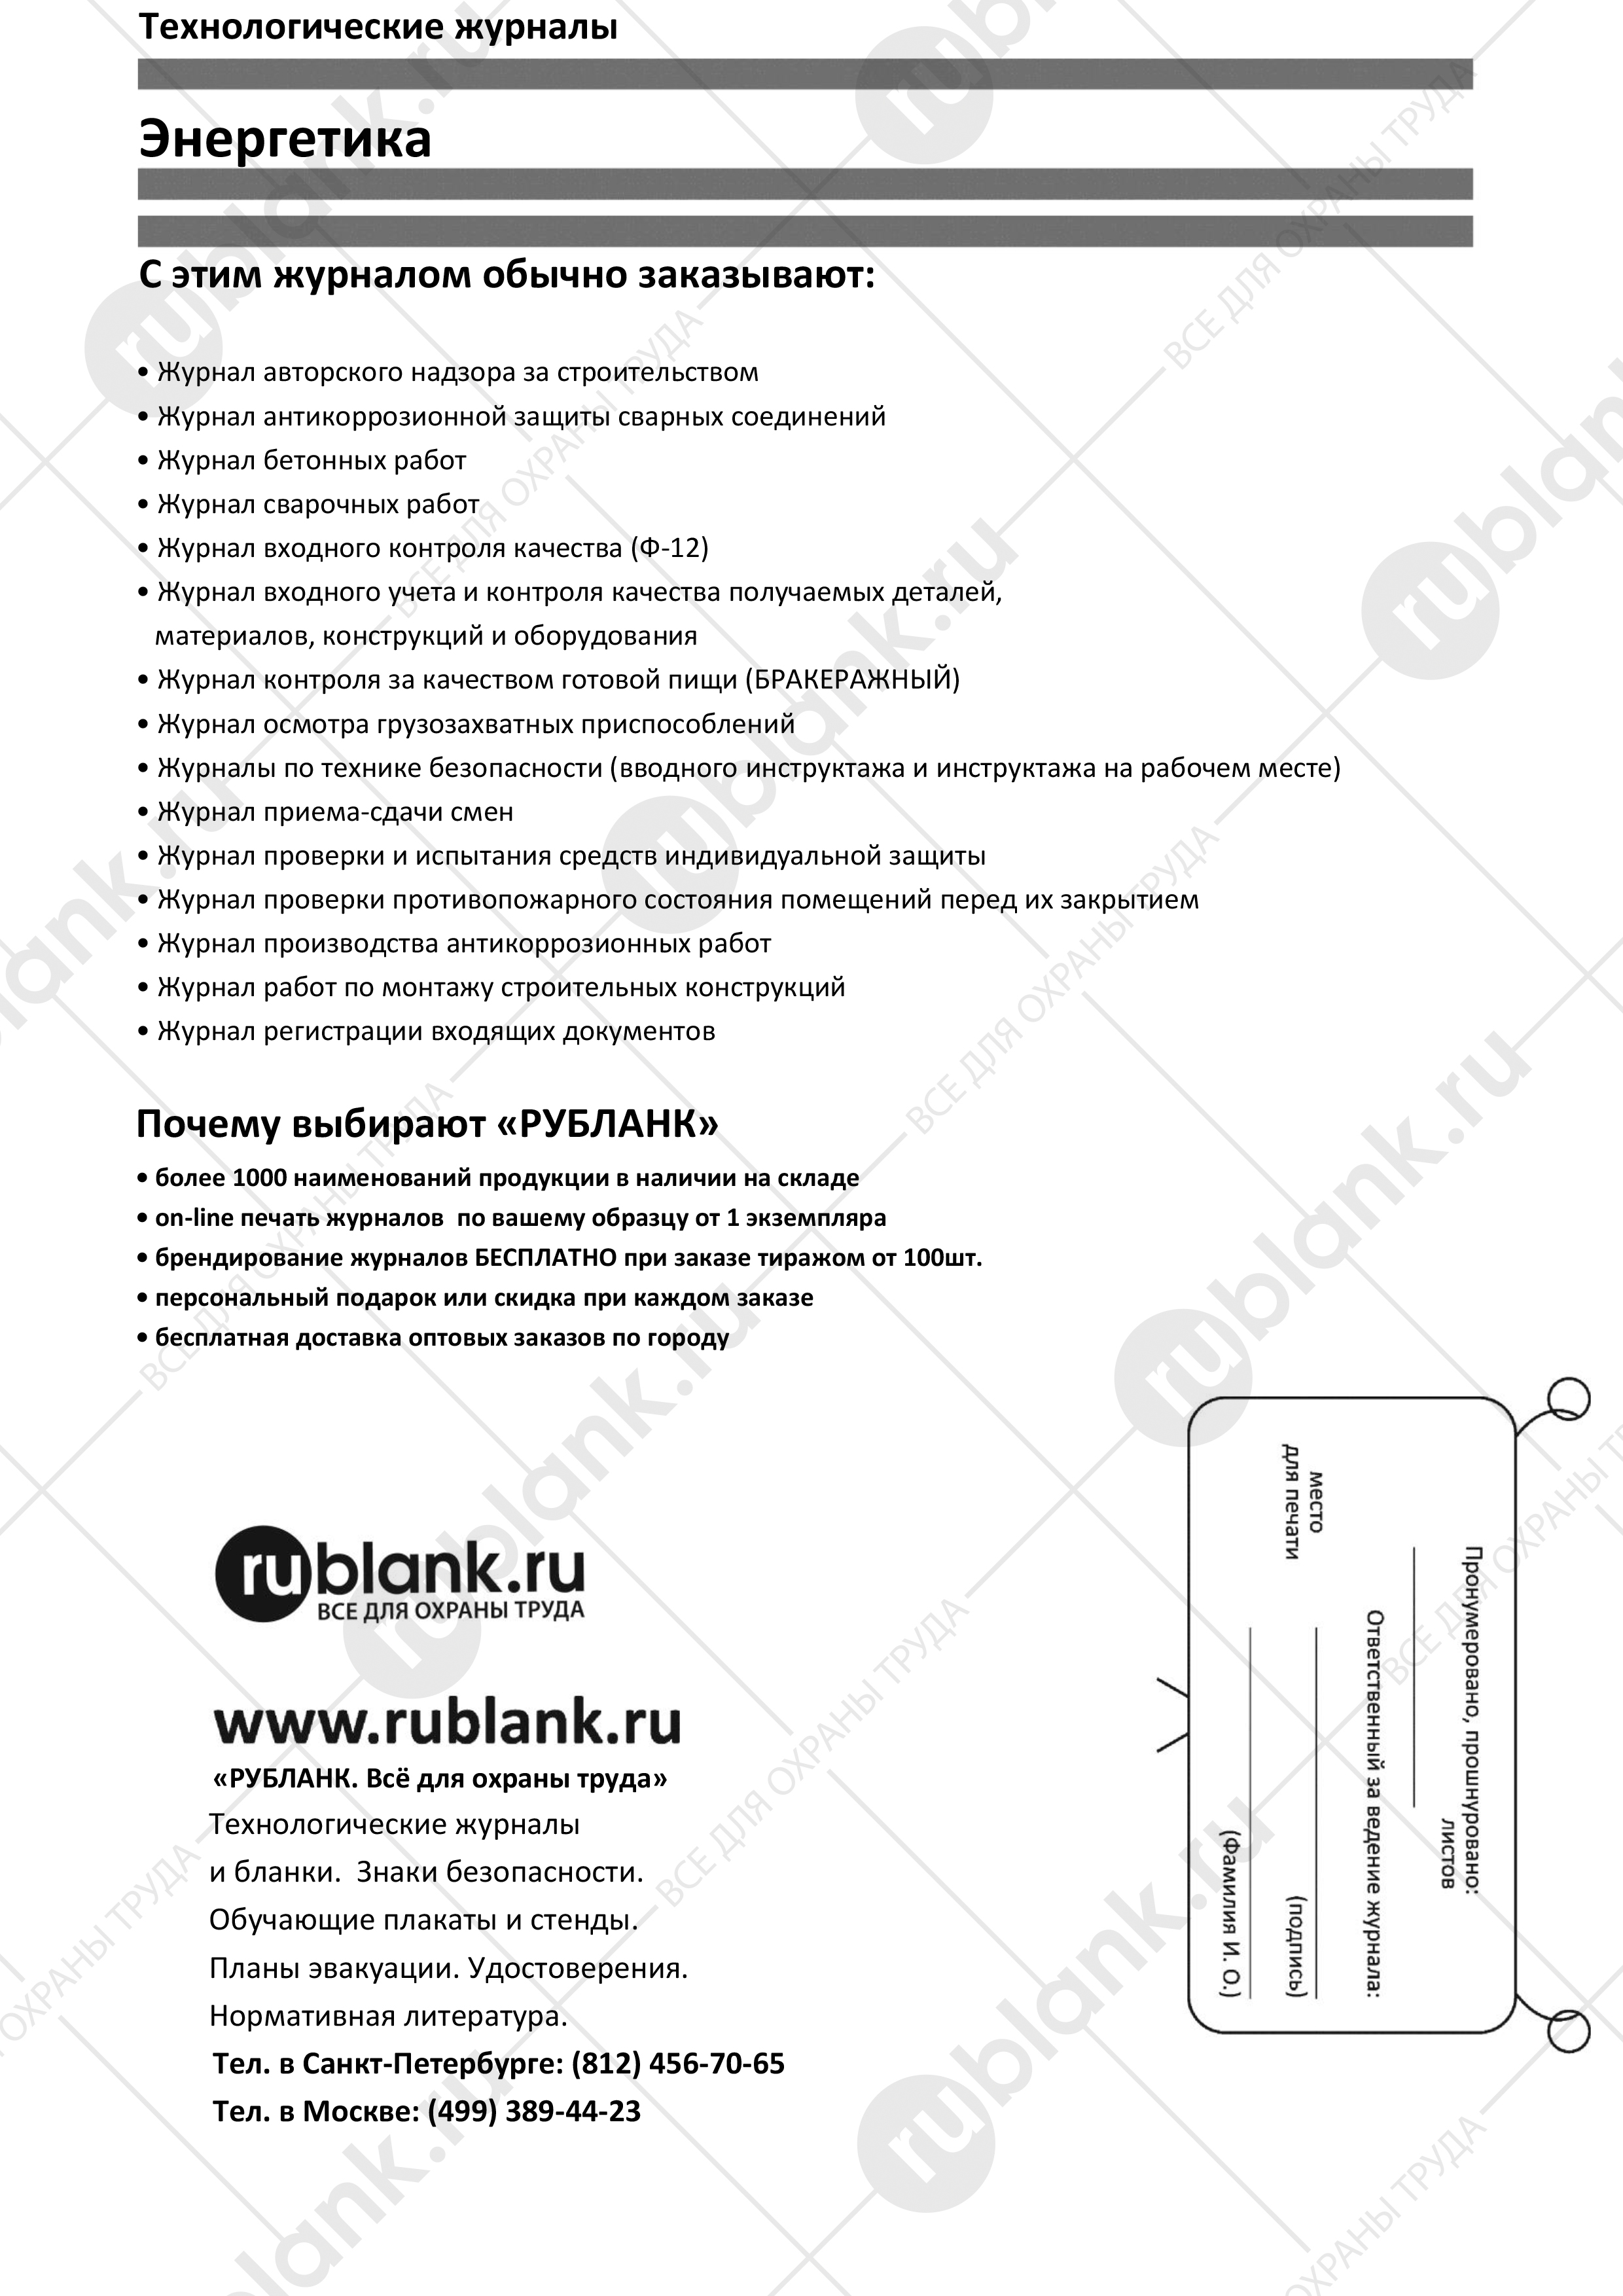 Технологические журналы
Энергетика
С этим журналом обычно заказывают:
• Журнал авторского надзора за строительством
• Журнал антикоррозионной защиты сварных соединений
• Журнал бетонных работ
• Журнал сварочных работ
• Журнал входного контроля качества (Ф-12)
• Журнал входного учета и контроля качества получаемых деталей,
материалов, конструкций и оборудования
• Журнал контроля за качеством готовой пищи (БРАКЕРАЖНЫЙ)
• Журнал осмотра грузозахватных приспособлений
• Журналы по технике безопасности (вводного инструктажа и инструктажа на рабочем месте)
• Журнал приема-сдачи смен
• Журнал проверки и испытания средств индивидуальной защиты
• Журнал проверки противопожарного состояния помещений перед их закрытием
• Журнал производства антикоррозионных работ
• Журнал работ по монтажу строительных конструкций
• Журнал регистрации входящих документов
Почему выбирают «РУБЛАНК»
• более 1000 наименований продукции в наличии на складе
• on-line печать журналов по вашему образцу от 1 экземпляра
• брендирование журналов БЕСПЛАТНО при заказе тиражом от 100шт.
• персональный подарок или скидка при каждом заказе
• бесплатная доставка оптовых заказов по городу
rublank.ru
ВСЕ ДЛЯ ОХРАНЫ ТРУДА
www.rublank.ru
«РУБЛАНК. Всё для охраны труда»
Технологические журналы
и бланки. Знаки безопасности.
Обучающие плакаты и стенды.
Планы эвакуации. Удостоверения.
Нормативная литература.
Тел. в Санкт-Петербурге: (812) 456-70-65
Тел. в Москве: (499) 389-44-23
Пронумеровано, прошнуровано:
листов
Ответственный за ведение журнала:
место
для печати
(подпись)
(Фамилия И. О.)